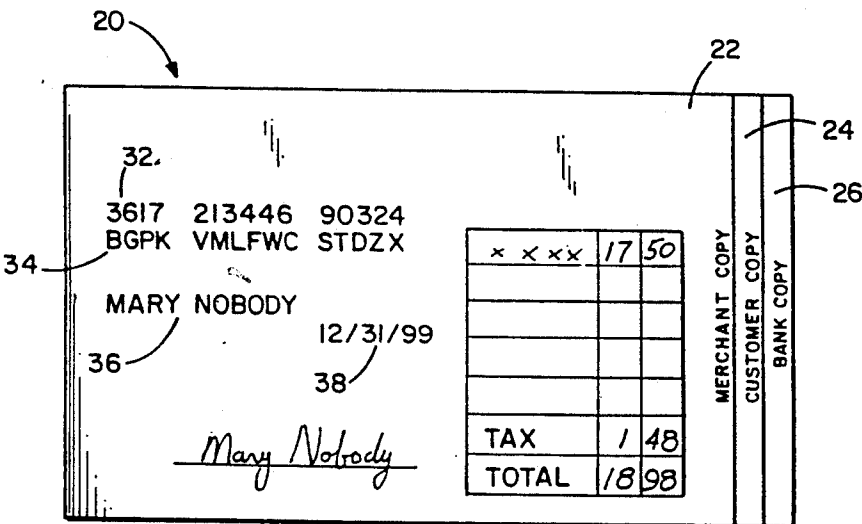 20
22
24
26
32.
3617 213446 90324
BGPK VMLFWC STDZX
34
MARY NOBODY
36
12/31/99
38
Mary Nobody
x x x x 17 50
TAX 1 48
TOTAL 18 98
MERCHANT COPY
CUSTOMER COPY
BANK COPY